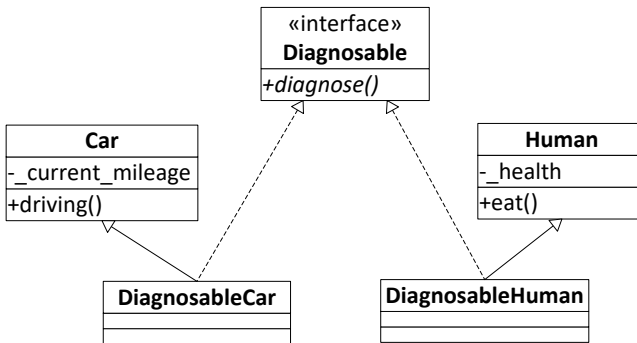 «interface»
Diagnosable
+diagnose()
Car
-_current_mileage
+driving()
Human
-_health
+eat()
DiagnosableCar
DiagnosableHuman